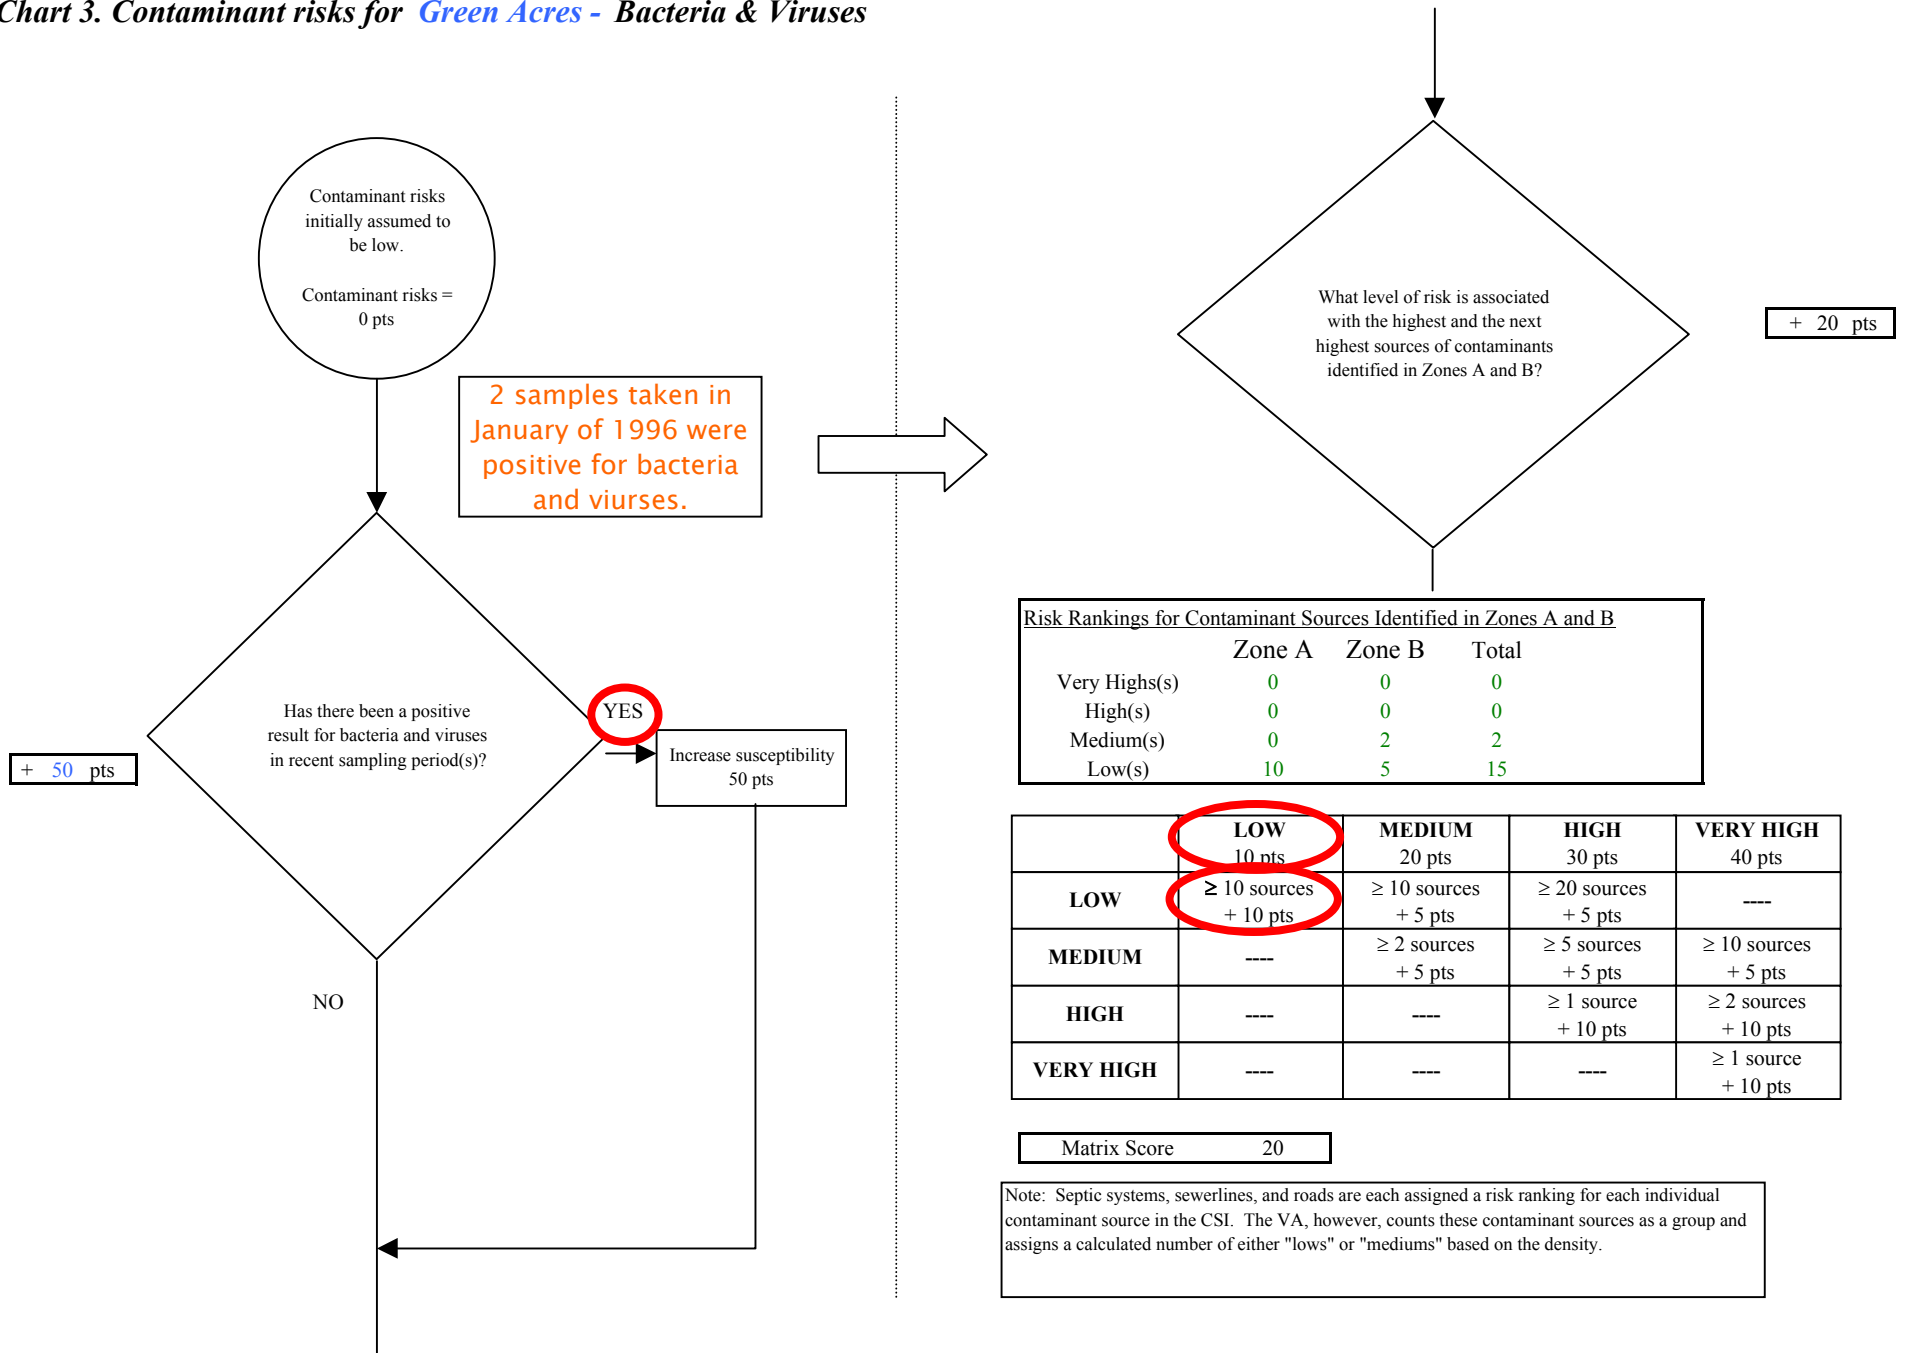 Chart 3. Contaminant risks for Green Acres - Bacteria & Viruses
Contaminant risks
initially assumed to
be low.
Contaminant risks =
0 pts
2 samples taken in
January of 1996 were
positive for bacteria
and viurses.
Has there been a positive
result for bacteria and viruses
in recent sampling period(s)?
YES
+ 50 pts
Increase susceptibility
50 pts
NO
What level of risk is associated
with the highest and the next
highest sources of contaminants
identified in Zones A and B?
+ 20 pts
Risk Rankings for Contaminant Sources Identified in Zones A and B
Zone A Zone B Total
Very Highs(s) 0 0 0
High(s) 0 0 0
Medium(s) 0 2 2
Low(s) 10 5 15
LOW MEDIUM HIGH VERY HIGH
10 pts 20 pts 30 pts 40 pts
LOW ≥ 10 sources ≥ 10 sources ≥ 20 sources ----
+ 10 pts + 5 pts + 5 pts
MEDIUM ---- ≥ 2 sources ≥ 5 sources ≥ 10 sources
+ 5 pts + 5 pts + 5 pts
HIGH ---- ---- ≥ 1 source ≥ 2 sources
+ 10 pts + 10 pts
VERY HIGH ---- ---- ---- ≥ 1 source
+ 10 pts
Matrix Score 20
Note: Septic systems, sewerlines, and roads are each assigned a risk ranking for each individual
contaminant source in the CSI. The VA, however, counts these contaminant sources as a group and
assigns a calculated number of either "lows" or "mediums" based on the density.